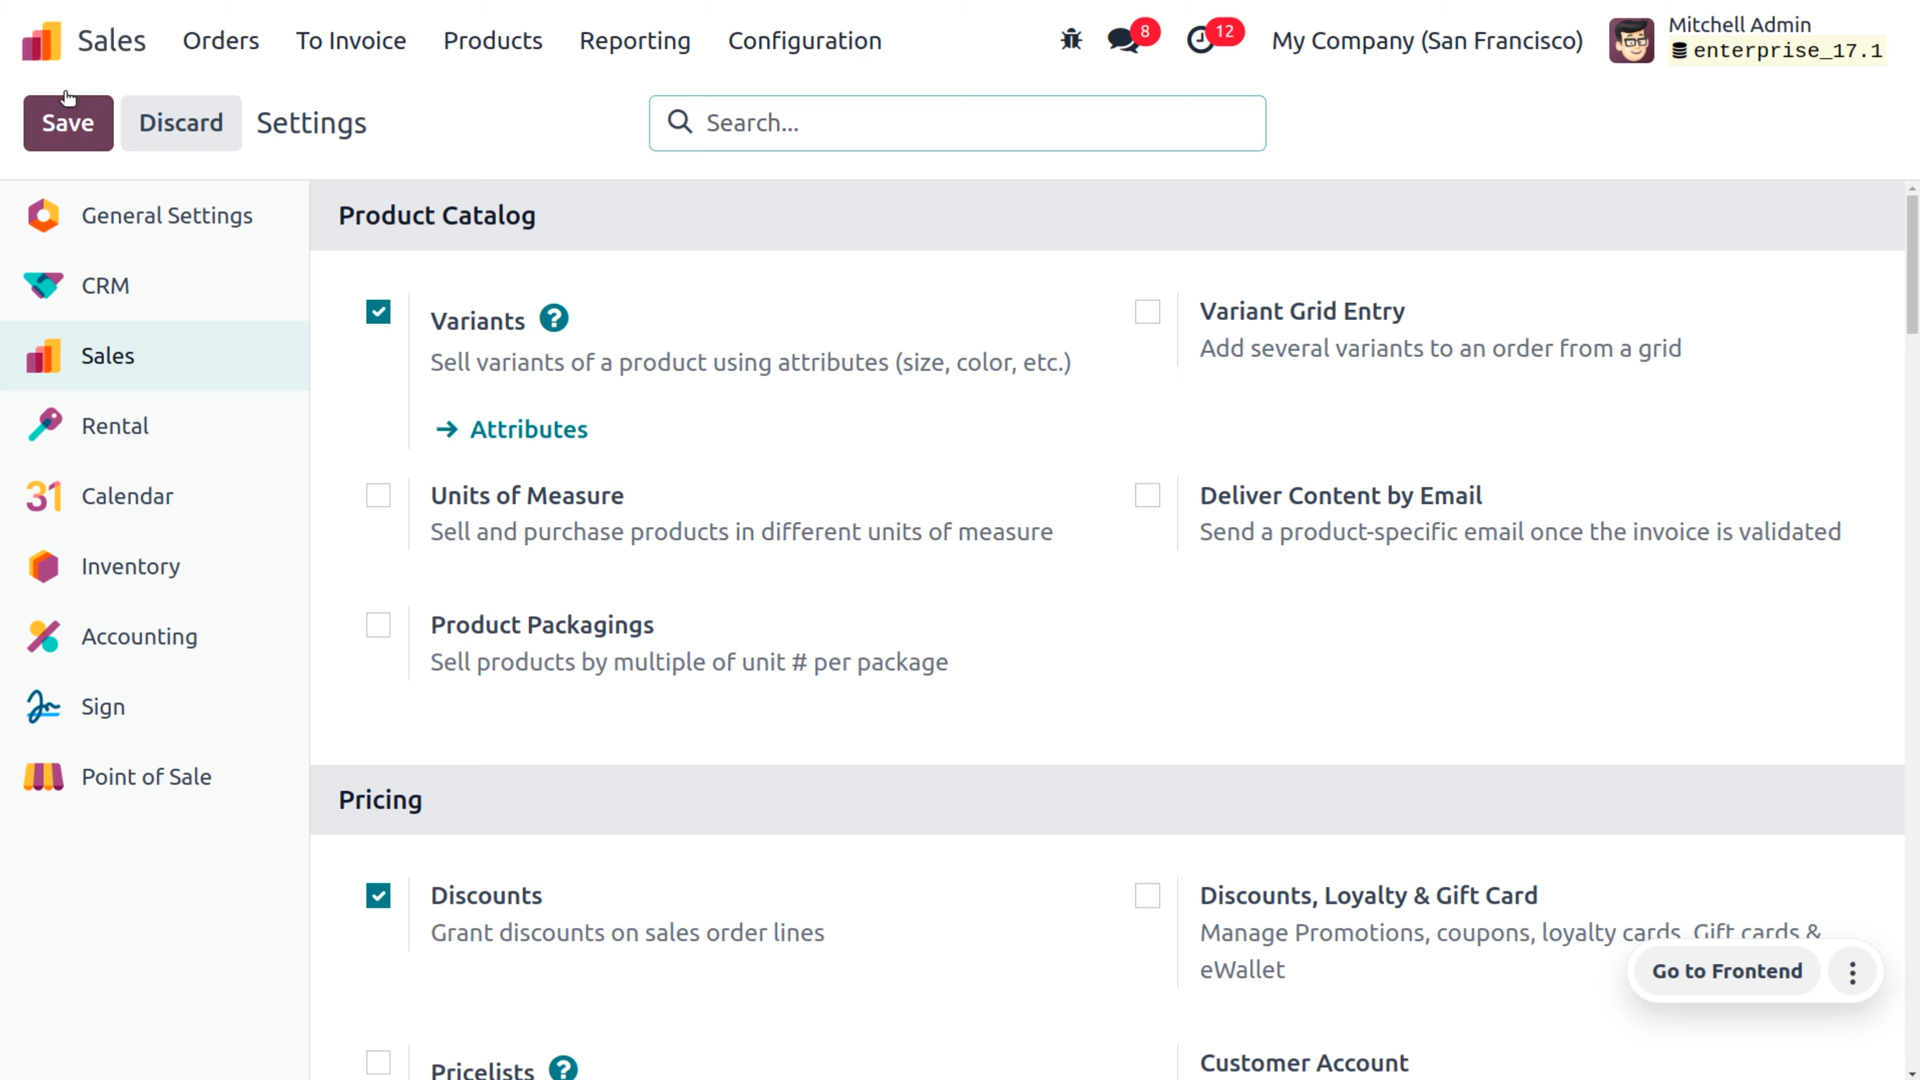 Sales Orders To Invoice Products Reporting Configuration 8 12 My Company (San Francisco) Mitchell Admin
enterprise_17.1
Save Discard Settings Search...
General Settings
CRM
Sales
Rental
31 Calendar
Inventory
Accounting
Sign
Point of Sale
Product Catalog
Variants ?
Sell variants of a product using attributes (size, color, etc.)
→ Attributes
Variant Grid Entry
Add several variants to an order from a grid
Units of Measure
Sell and purchase products in different units of measure
Deliver Content by Email
Send a product-specific email once the invoice is validated
Product Packagings
Sell products by multiple of unit # per package
Pricing
Discounts
Grant discounts on sales order lines
Discounts, Loyalty & Gift Card
Manage Promotions, coupons, loyalty cards, Gift cards &
eWallet
Go to Frontend
Pricelists ?
Customer Account